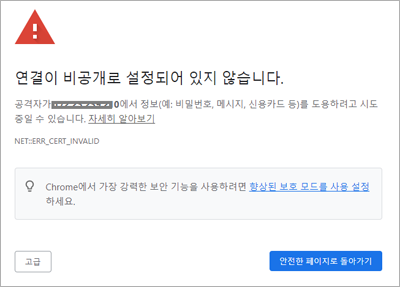 연결이 비공개로 설정되어 있지 않습니다.
공격자가 0에서 정보(예: 비밀번호, 메시지, 신용카드 등)를 도용하려고 시도
중일 수 있습니다. 자세히 알아보기
NET::ERR_CERT_INVALID
Chrome에서 가장 강력한 보안 기능을 사용하려면 향상된 보호 모드를 사용 설정
하세요.
고급
안전한 페이지로 돌아가기